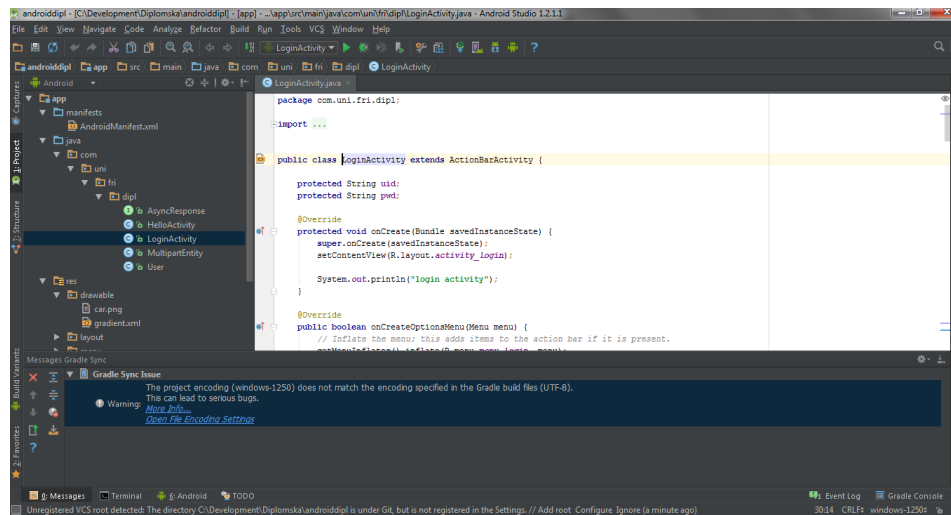 androiddipl - [C:\Development\Diplomska\androiddipl] - [app] - ...\app\src\main\java\com\uni\fri\dipl\LoginActivity.java - Android Studio 1.2.1.1
File Edit View Navigate Code Analyze Refactor Build Run Tools VCS Window Help
LoginActivity
androiddipl app src main java com uni fri dipl LoginActivity
Android
LoginActivity.java
Captures
1: Project
2: Structure
Build Variants
2: Favorites
app
manifests
AndroidManifest.xml
java
com
uni
fri
dipl
AsyncResponse
HelloActivity
LoginActivity
MultipartEntity
User
res
drawable
car.png
gradient.xml
layout
package com.uni.fri.dipl;
import ...
public class LoginActivity extends ActionBarActivity {
protected String uid;
protected String pwd;
@Override
protected void onCreate(Bundle savedInstanceState) {
super.onCreate(savedInstanceState);
setContentView(R.layout.activity_login);
System.out.println("login activity");
}
@Override
public boolean onCreateOptionsMenu(Menu menu) {
// Inflate the menu; this adds items to the action bar if it is present.
getMenuInflater().inflate(R.menu.menu_login, menu);
Messages Gradle Sync
Gradle Sync Issue
Warning:
The project encoding (windows-1250) does not match the encoding specified in the Gradle build files (UTF-8).
This can lead to serious bugs.
More Info...
Open File Encoding Settings
0: Messages Terminal 6: Android TODO Event Log Gradle Console
Unregistered VCS root detected: The directory C:\Development\Diplomska\androiddipl is under Git, but is not registered in the Settings. // Add root Configure Ignore (a minute ago) 30:14 CRLF windows-1250